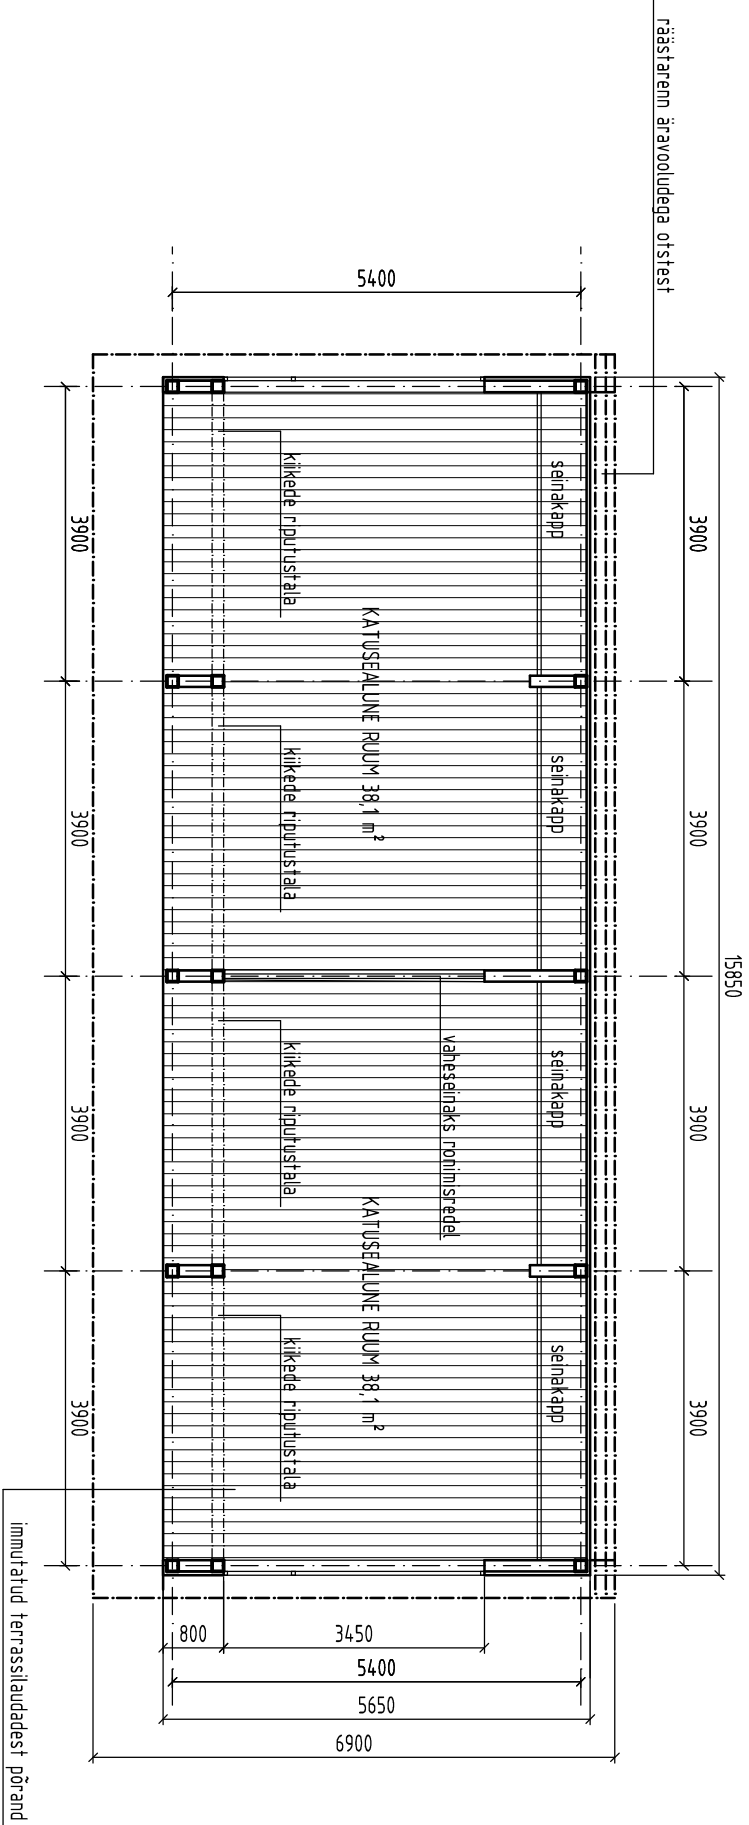 räästarenn äravooludega otstest
5400
15850
3900
3900
3900
3900
seinakapp
seinakapp
seinakapp
seinakapp
vaheseinaks ronimisredel
KATUSEALUNE RUUM 38,1 m²
KATUSEALUNE RUUM 38,1 m²
kiikede riputustala
kiikede riputustala
kiikede riputustala
kiikede riputustala
3900
3900
3900
3900
800
3450
5400
5650
6900
immutatud terrassilaudadest põrand